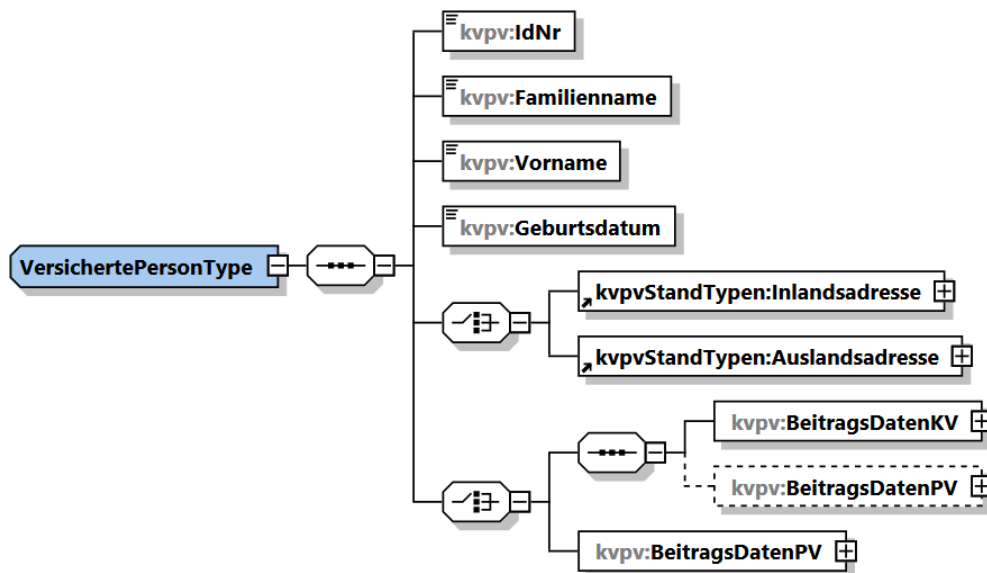 kvpv:IdNr
kvpv:Familienname
kvpv:Vorname
kvpv:Geburtsdatum
VersichertePersonType
kvpvStandTypen:Inlandsadresse
kvpvStandTypen:Auslandsadresse
kvpv:BeitragsDatenKV
kvpv:BeitragsDatenPV
kvpv:BeitragsDatenPV